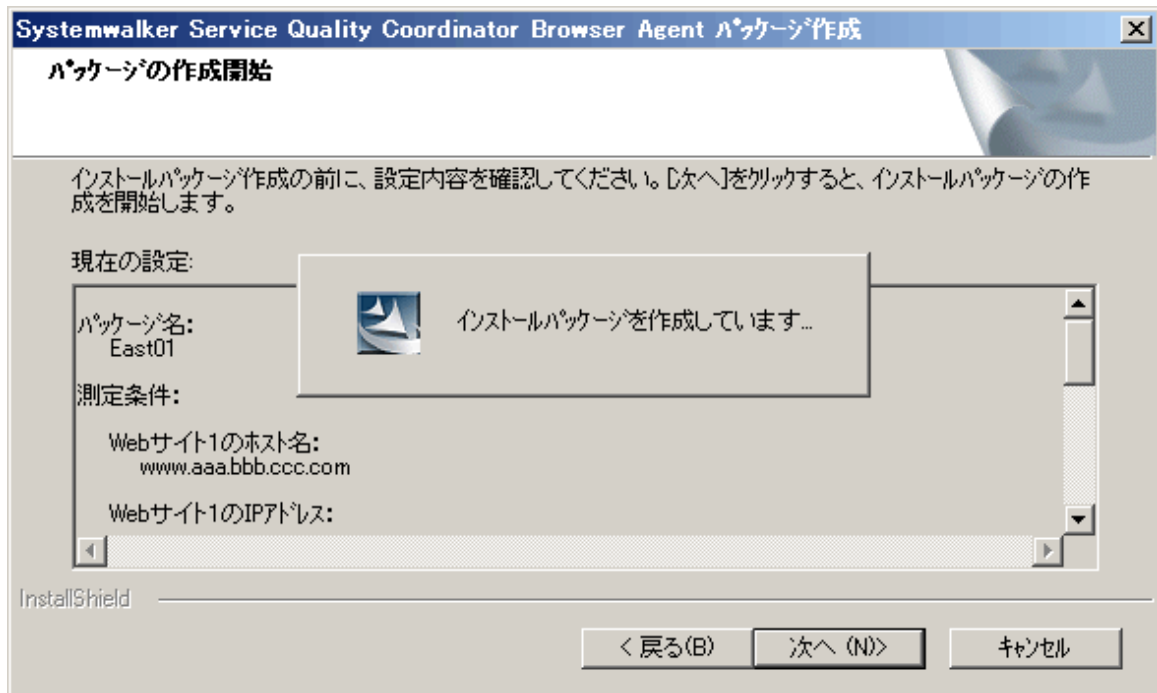 Systemwalker Service Quality Coordinator Browser Agent パッケージ作成
パッケージの作成開始
インストールパッケージ作成の前に、設定内容を確認してください。[次へ]をクリックすると、インストールパッケージの作
成を開始します。
現在の設定:
インストールパッケージを作成しています...
パッケージ名:
East01
測定条件:
Webサイト1のホスト名:
www.aaa.bbb.ccc.com
Webサイト1のIPアドレス:
InstallShield
< 戻る(B)
次へ (N)>
キャンセル